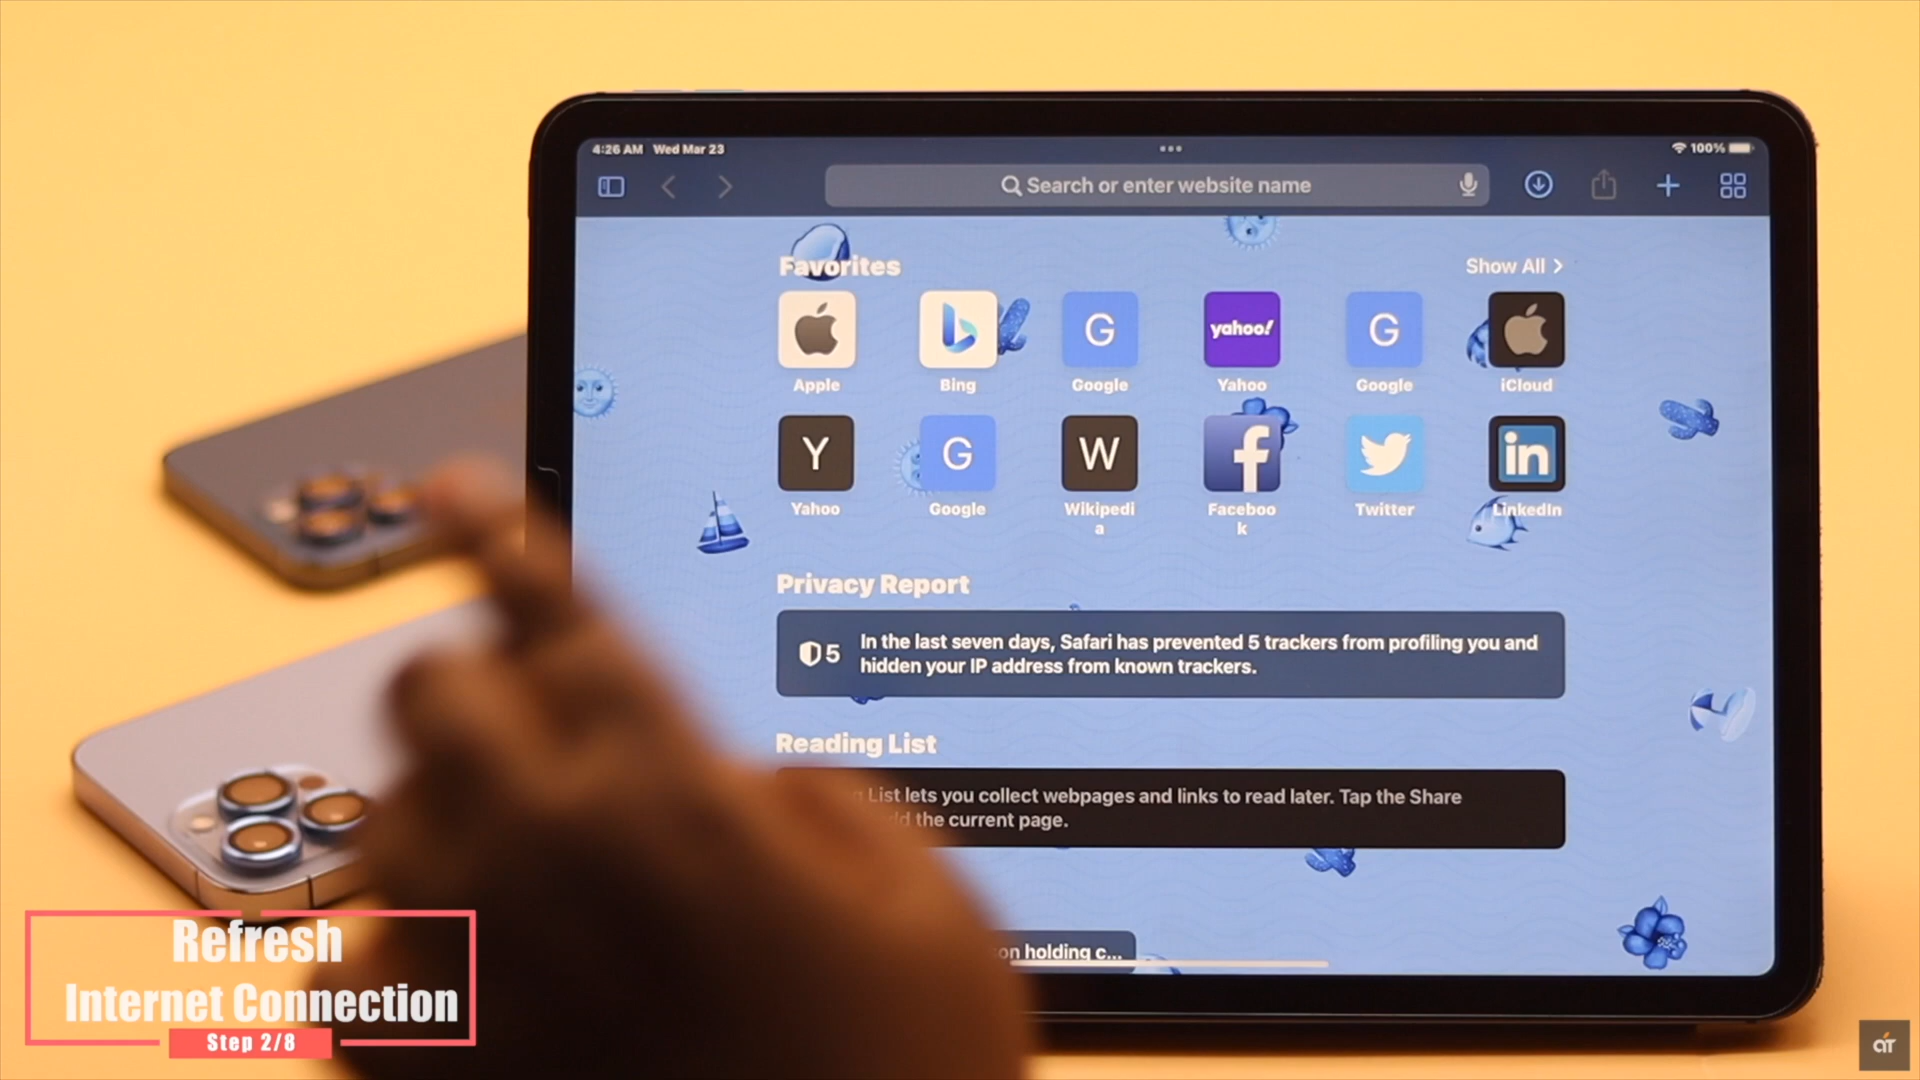 4:26 AM Wed Mar 23
100%
Search or enter website name
Favorites
Show All >
yahoo!
G
G
Apple
Bing
Google
Yahoo
Google
iCloud
Y
G
W
f
in
Yahoo
Google
Wikipedi
a
Faceboo
k
Twitter
LinkedIn
Privacy Report
5
In the last seven days, Safari has prevented 5 trackers from profiling you and
hidden your IP address from known trackers.
Reading List
List lets you collect webpages and links to read later. Tap the Share
the current page.
on holding c...
Refresh
Internet Connection
Step 2/8